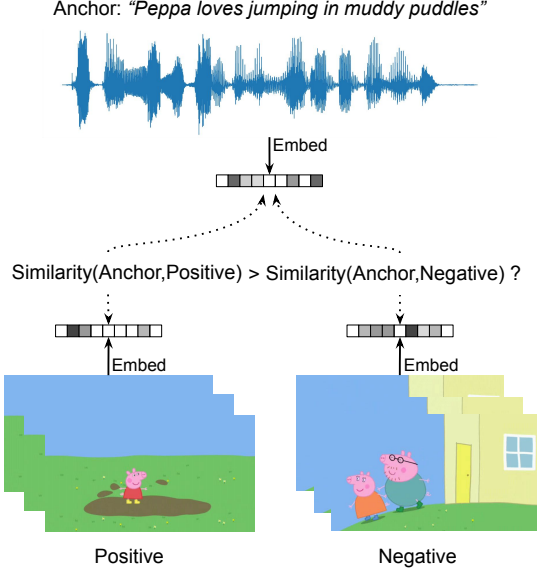 Anchor: “Peppa loves jumping in muddy puddles”
Embed
Similarity(Anchor,Positive) > Similarity(Anchor,Negative) ?
Embed
Embed
Positive
Negative